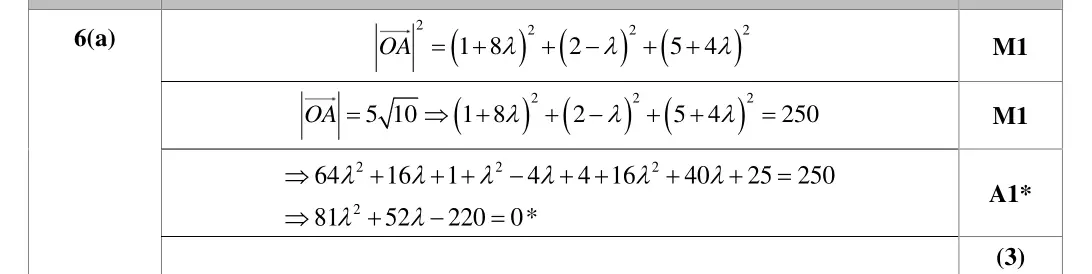 6(a)
|OA|² = (1+8λ)² + (2−λ)² + (5+4λ)²
M1
|OA| = 5√10 ⇒ (1+8λ)² + (2−λ)² + (5+4λ)² = 250
M1
⇒ 64λ² + 16λ + 1 + λ² − 4λ + 4 + 16λ² + 40λ + 25 = 250
⇒ 81λ² + 52λ − 220 = 0 *
A1*
(3)